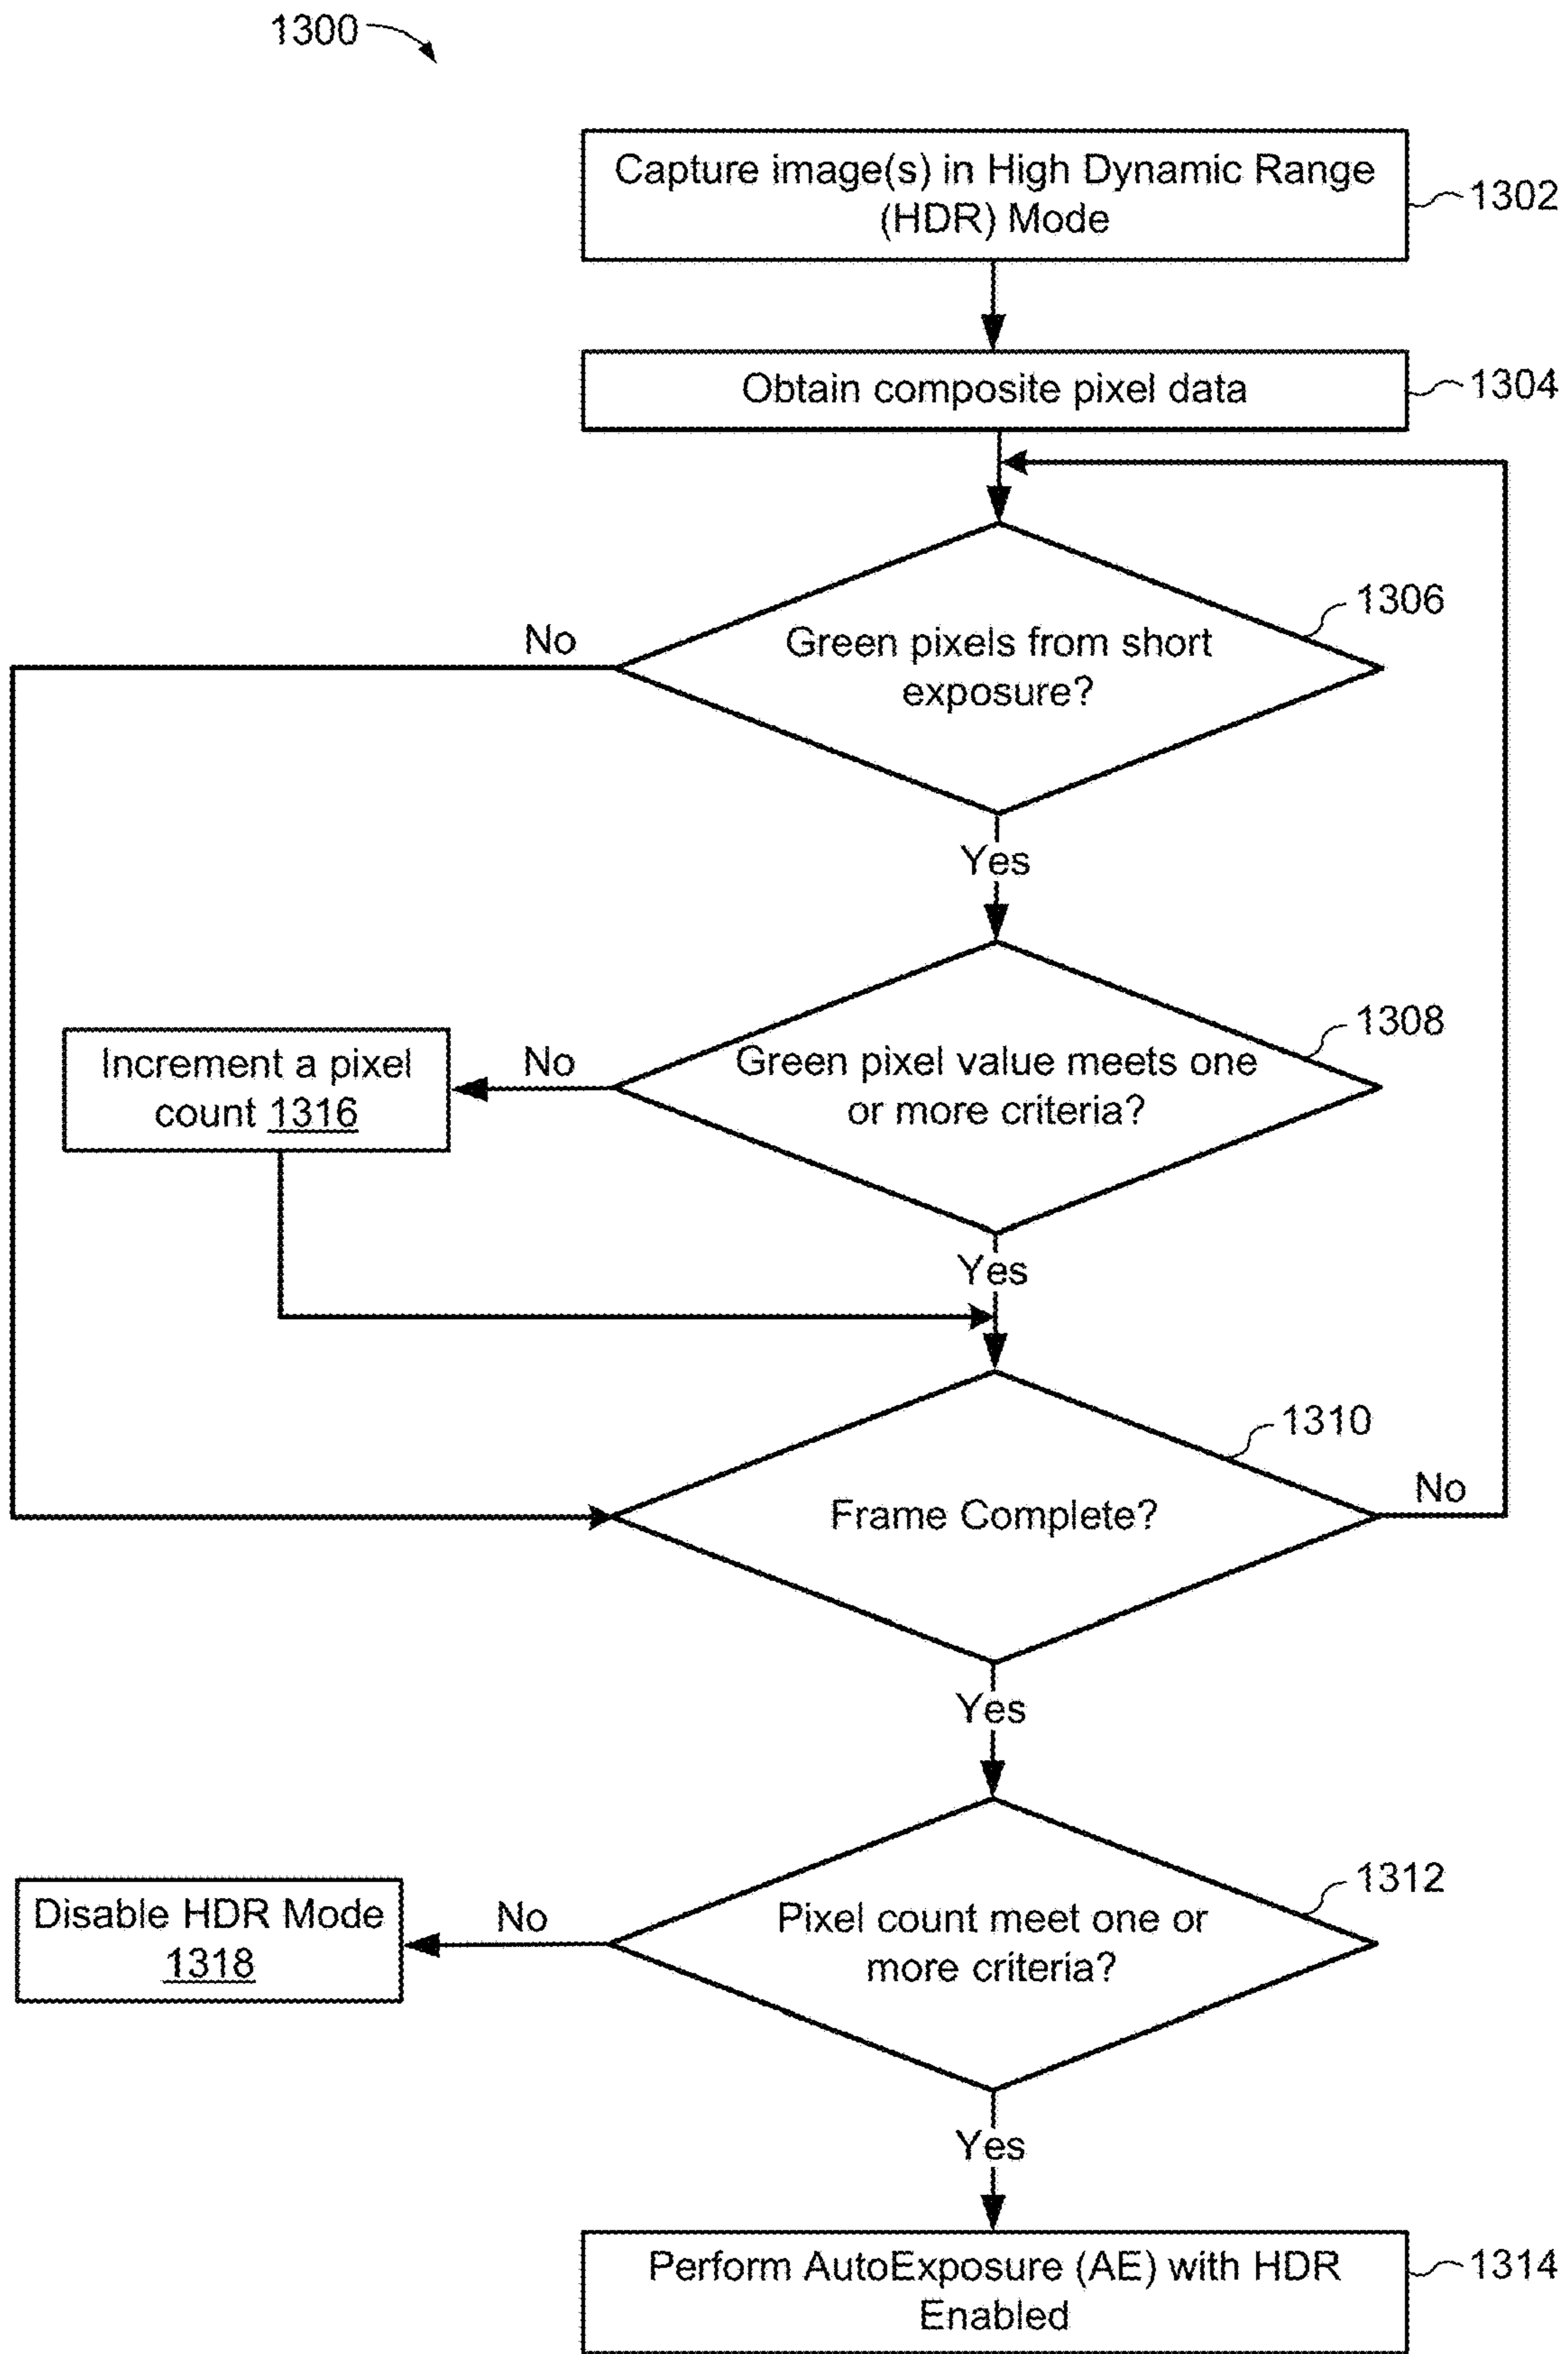 1300
Capture image(s) in High Dynamic Range
(HDR) Mode
1302
Obtain composite pixel data
1304
1306
No
Green pixels from short
exposure?
Yes
1308
Increment a pixel
count 1316
No
Green pixel value meets one
or more criteria?
Yes
1310
Frame Complete?
No
Yes
1312
Disable HDR Mode
1318
No
Pixel count meet one or
more criteria?
Yes
Perform AutoExposure (AE) with HDR
Enabled
1314